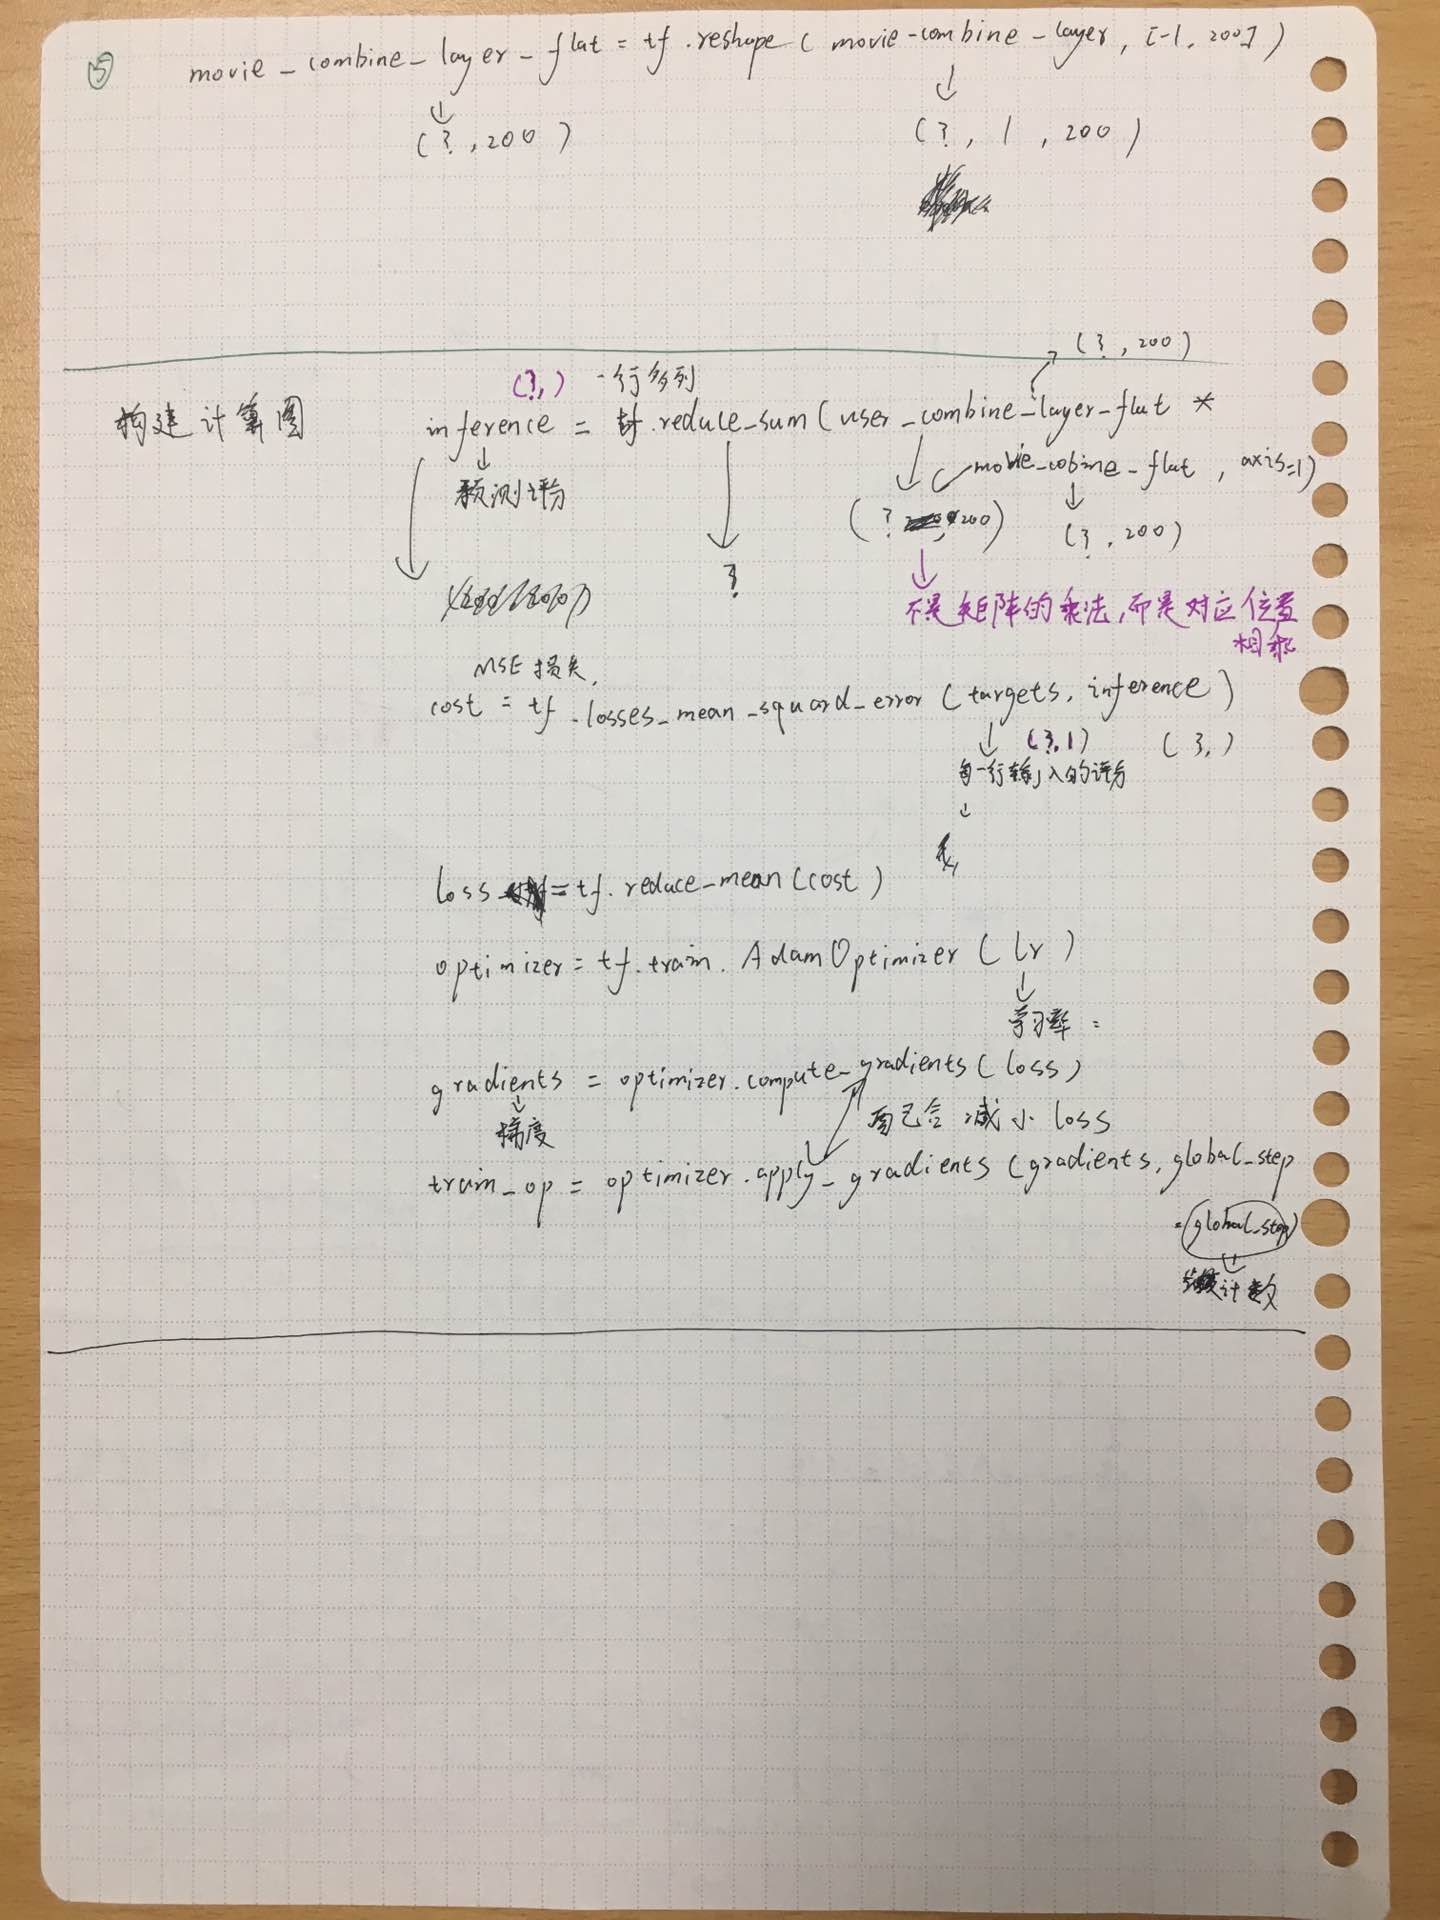 ⑤ movie_combine_layer_flat = tf.reshape(movie-combine_layer, [-1, 200])
(?, 200) (?, 1, 200)
(?, 200)
(?,) 一行多列
构建计算图 inference = tf.reduce_sum(user_combine_layer_flat *
movie_cobine_flat, axis=1)
预测评分
(? 200) (?, 200)
?
不是矩阵的乘法,而是对应位置
相乘
MSE 损失
cost = tf.losses_mean_squard_error(targets, inference)
(?,1) (?,)
每一行输入的评分
loss = tf.reduce_mean(cost)
optimizer = tf.train.AdamOptimizer(lr)
学习率:
gradients = optimizer.compute_gradients(loss)
梯度 自己会减小 loss
train_op = optimizer.apply_gradients(gradients, global_step
=global_step)
计数